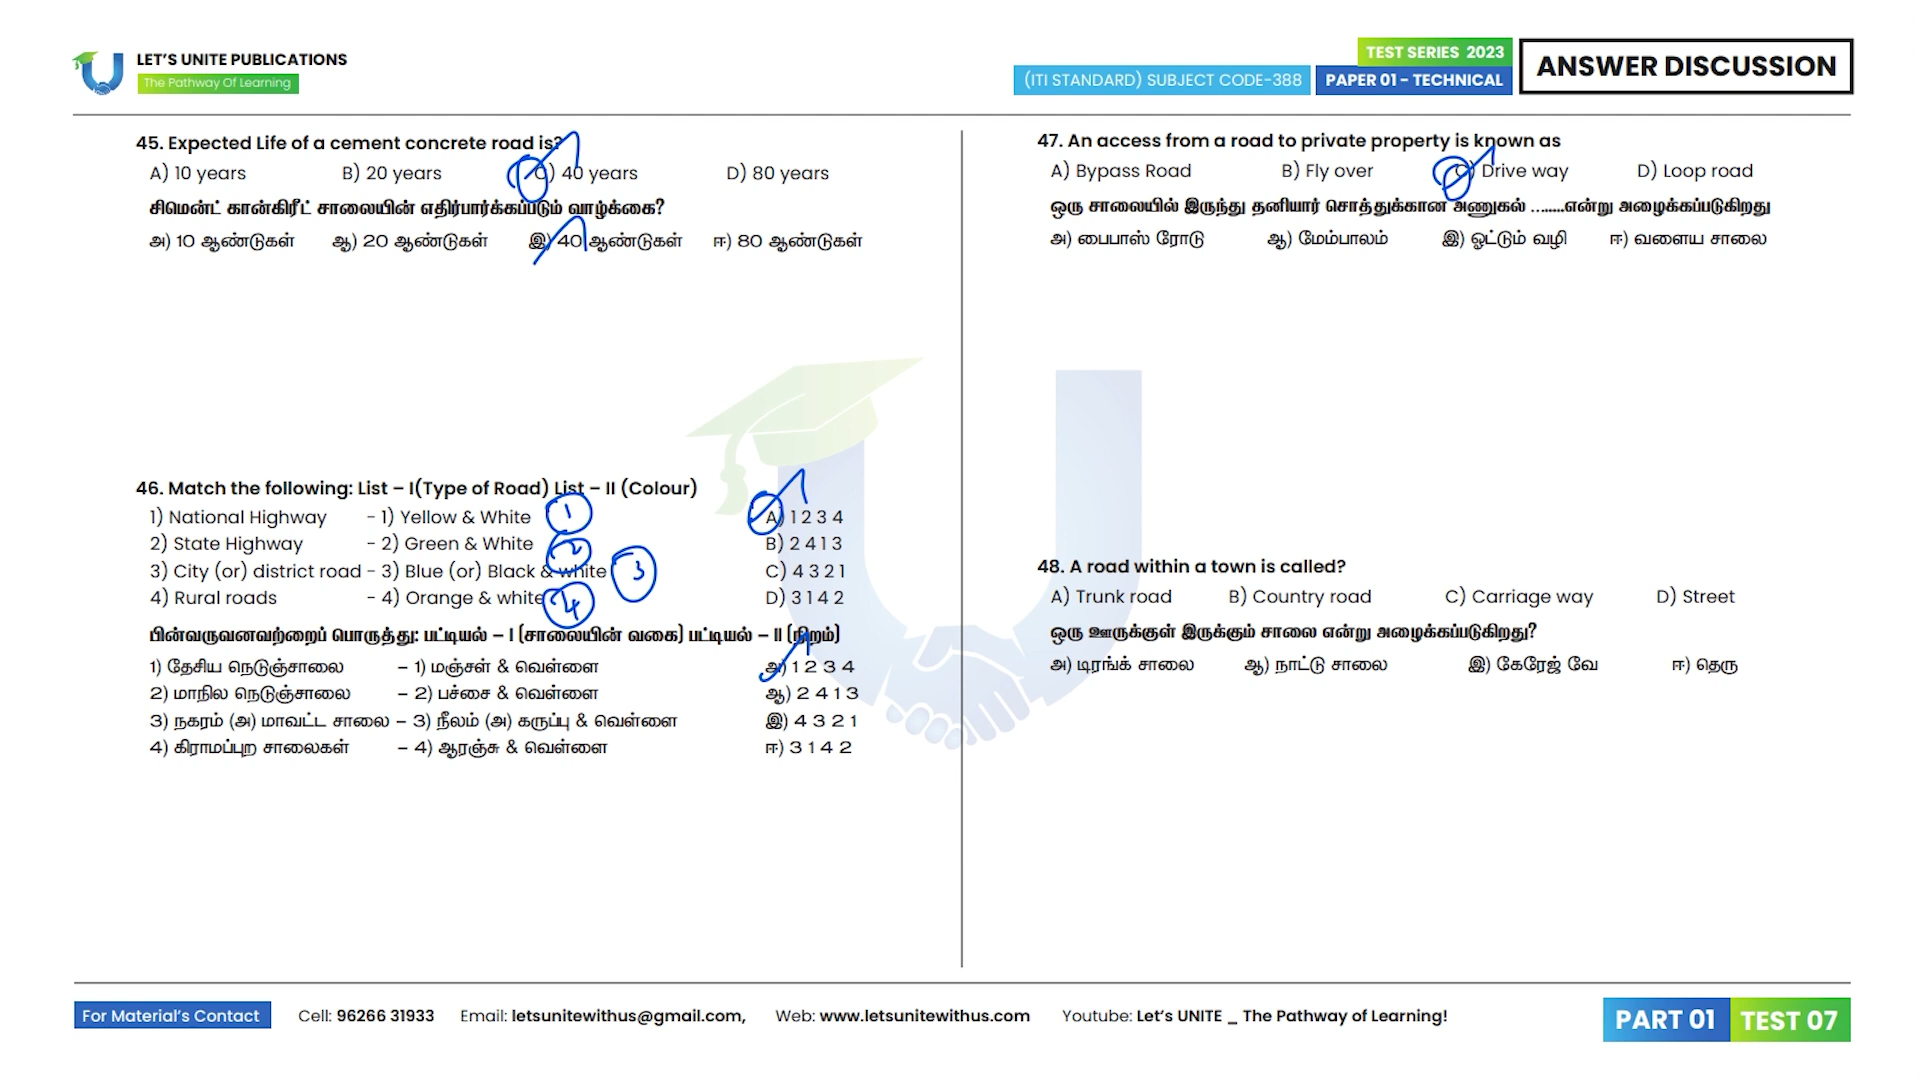 LET'S UNITE PUBLICATIONS
The Pathway Of Learning
TEST SERIES 2023
(ITI STANDARD) SUBJECT CODE-388
PAPER 01 - TECHNICAL
ANSWER DISCUSSION
45. Expected Life of a cement concrete road is?
A) 10 years B) 20 years C) 40 years D) 80 years
சிமென்ட் கான்கிரீட் சாலையின் எதிர்பார்க்கப்படும் வாழ்க்கை?
அ) 10 ஆண்டுகள் ஆ) 20 ஆண்டுகள் இ) 40 ஆண்டுகள் ஈ) 80 ஆண்டுகள்
46. Match the following: List – I(Type of Road) List – II (Colour)
1) National Highway - 1) Yellow & White 1 A) 1 2 3 4
2) State Highway - 2) Green & White 2 B) 2 4 1 3
3) City (or) district road - 3) Blue (or) Black & white 3 C) 4 3 2 1
4) Rural roads - 4) Orange & white 4 D) 3 1 4 2
பின்வருவனவற்றைப் பொருத்து: பட்டியல் – I (சாலையின் வகை) பட்டியல் – II (நிறம்)
1) தேசிய நெடுஞ்சாலை – 1) மஞ்சள் & வெள்ளை அ) 1 2 3 4
2) மாநில நெடுஞ்சாலை – 2) பச்சை & வெள்ளை ஆ) 2 4 1 3
3) நகரம் (அ) மாவட்ட சாலை – 3) நீலம் (அ) கருப்பு & வெள்ளை இ) 4 3 2 1
4) கிராமப்புற சாலைகள் – 4) ஆரஞ்சு & வெள்ளை ஈ) 3 1 4 2
47. An access from a road to private property is known as
A) Bypass Road B) Fly over C) Drive way D) Loop road
ஒரு சாலையில் இருந்து தனியார் சொத்துக்கான அணுகல் ........என்று அழைக்கப்படுகிறது
அ) பைபாஸ் ரோடு ஆ) மேம்பாலம் இ) ஓட்டும் வழி ஈ) வளைய சாலை
48. A road within a town is called?
A) Trunk road B) Country road C) Carriage way D) Street
ஒரு ஊருக்குள் இருக்கும் சாலை என்று அழைக்கப்படுகிறது?
அ) டிரங்க் சாலை ஆ) நாட்டு சாலை இ) கேரேஜ் வே ஈ) தெரு
For Material's Contact Cell: 96266 31933 Email: letsunitewithus@gmail.com, Web: www.letsunitewithus.com Youtube: Let's UNITE _ The Pathway of Learning!
PART 01 TEST 07